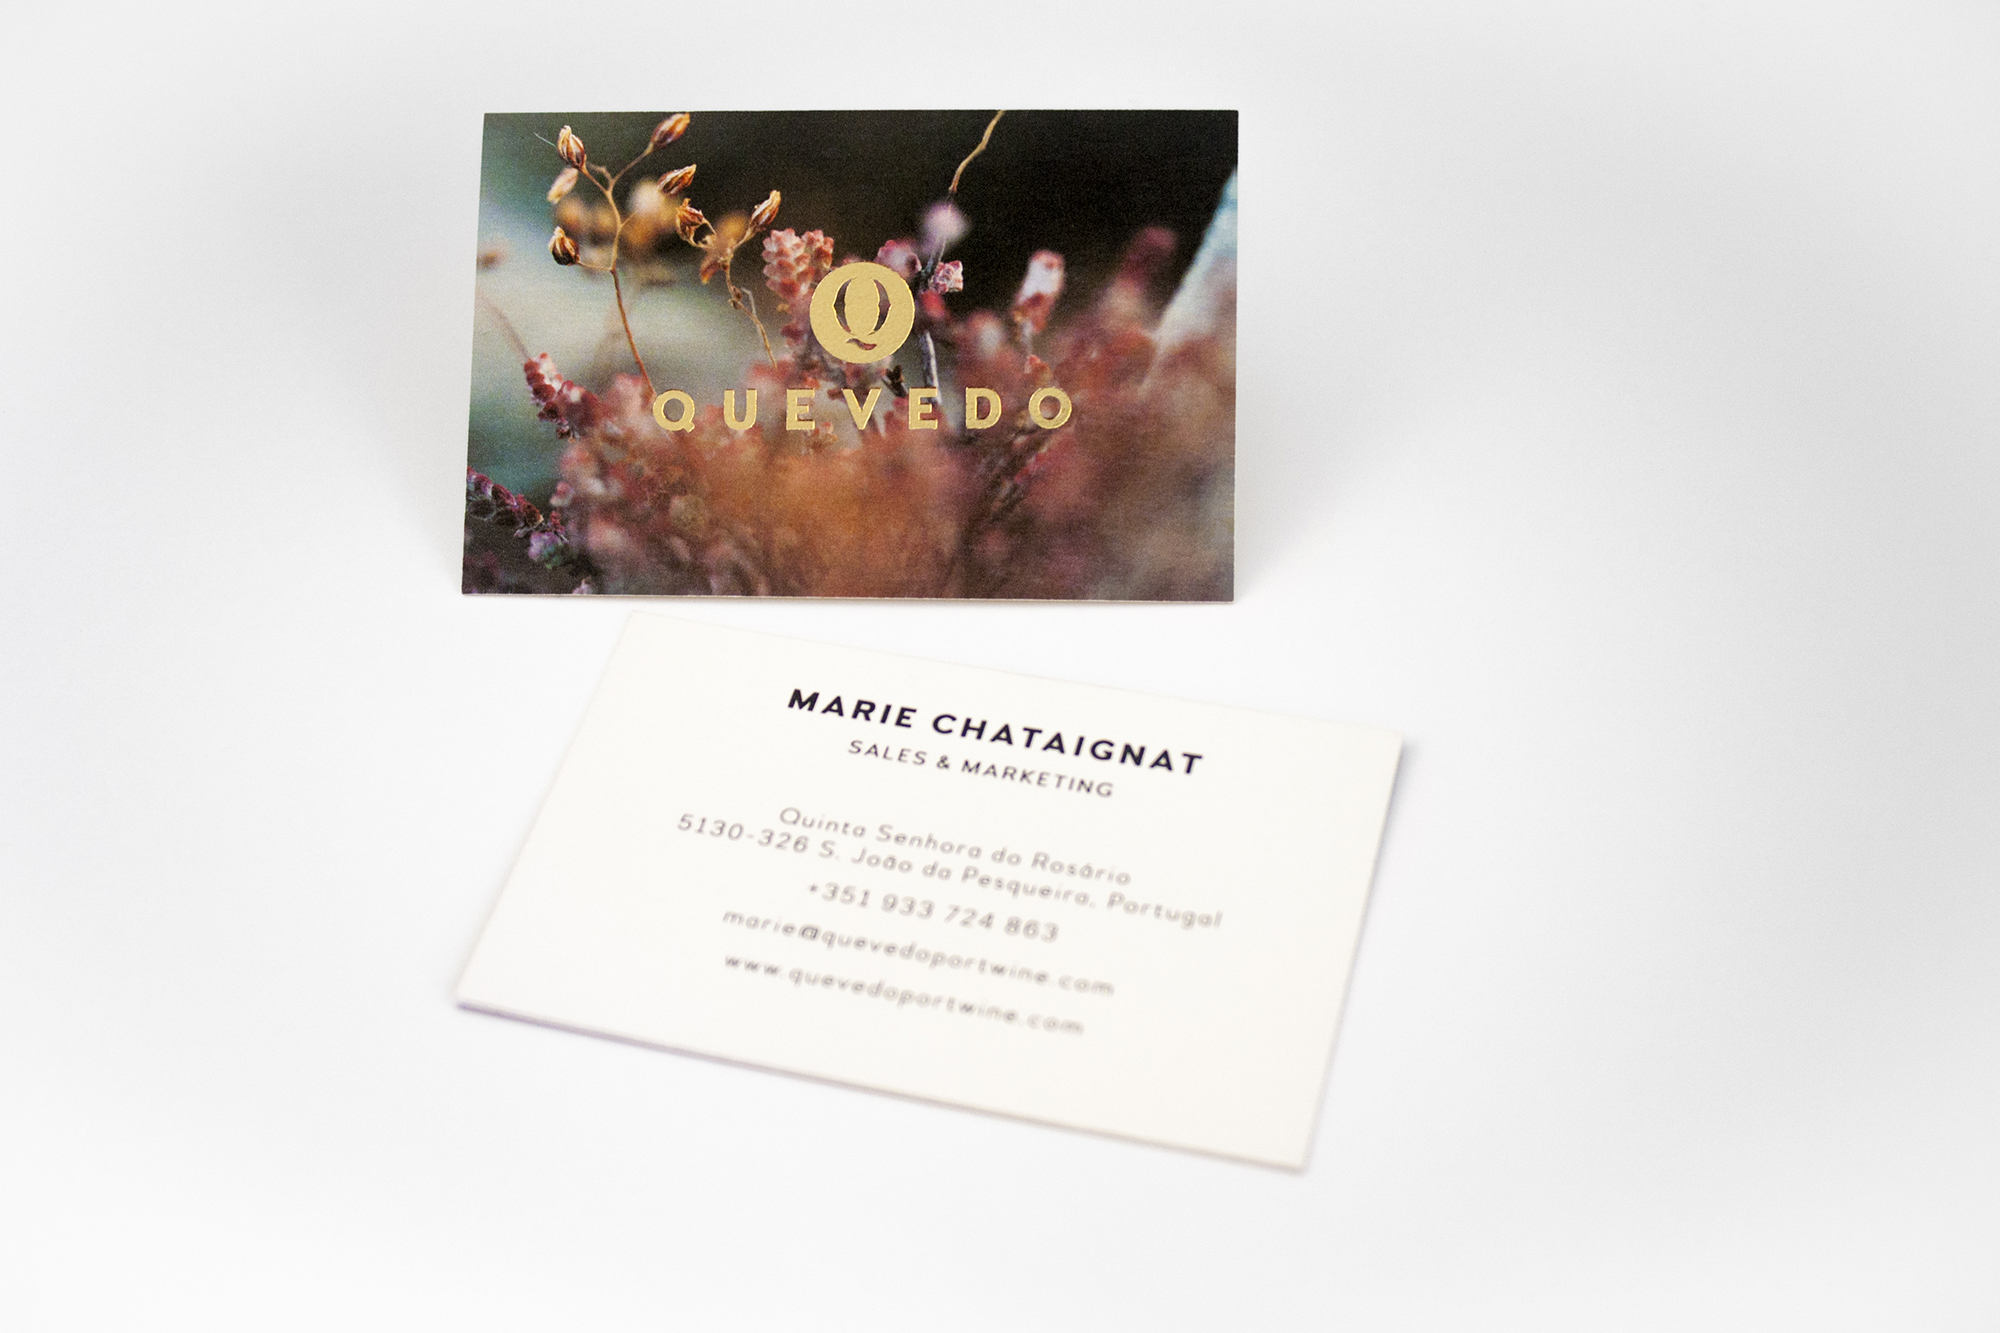 Q
QUEVEDO
MARIE CHATAIGNAT
SALES & MARKETING
Quinta Senhora do Rosário
5130-326 S. João da Pesqueira, Portugal
+351 933 724 863
marie@quevedoportwine.com
www.quevedoportwine.com